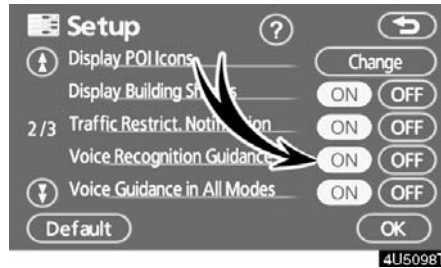 Setup ?
Display POI Icons Change
Display Building ON OFF
2/3 Traffic Restrict. ON OFF
Voice Recognition Guidance ON OFF
Voice Guidance in All Modes ON OFF
Default OK
4U5098